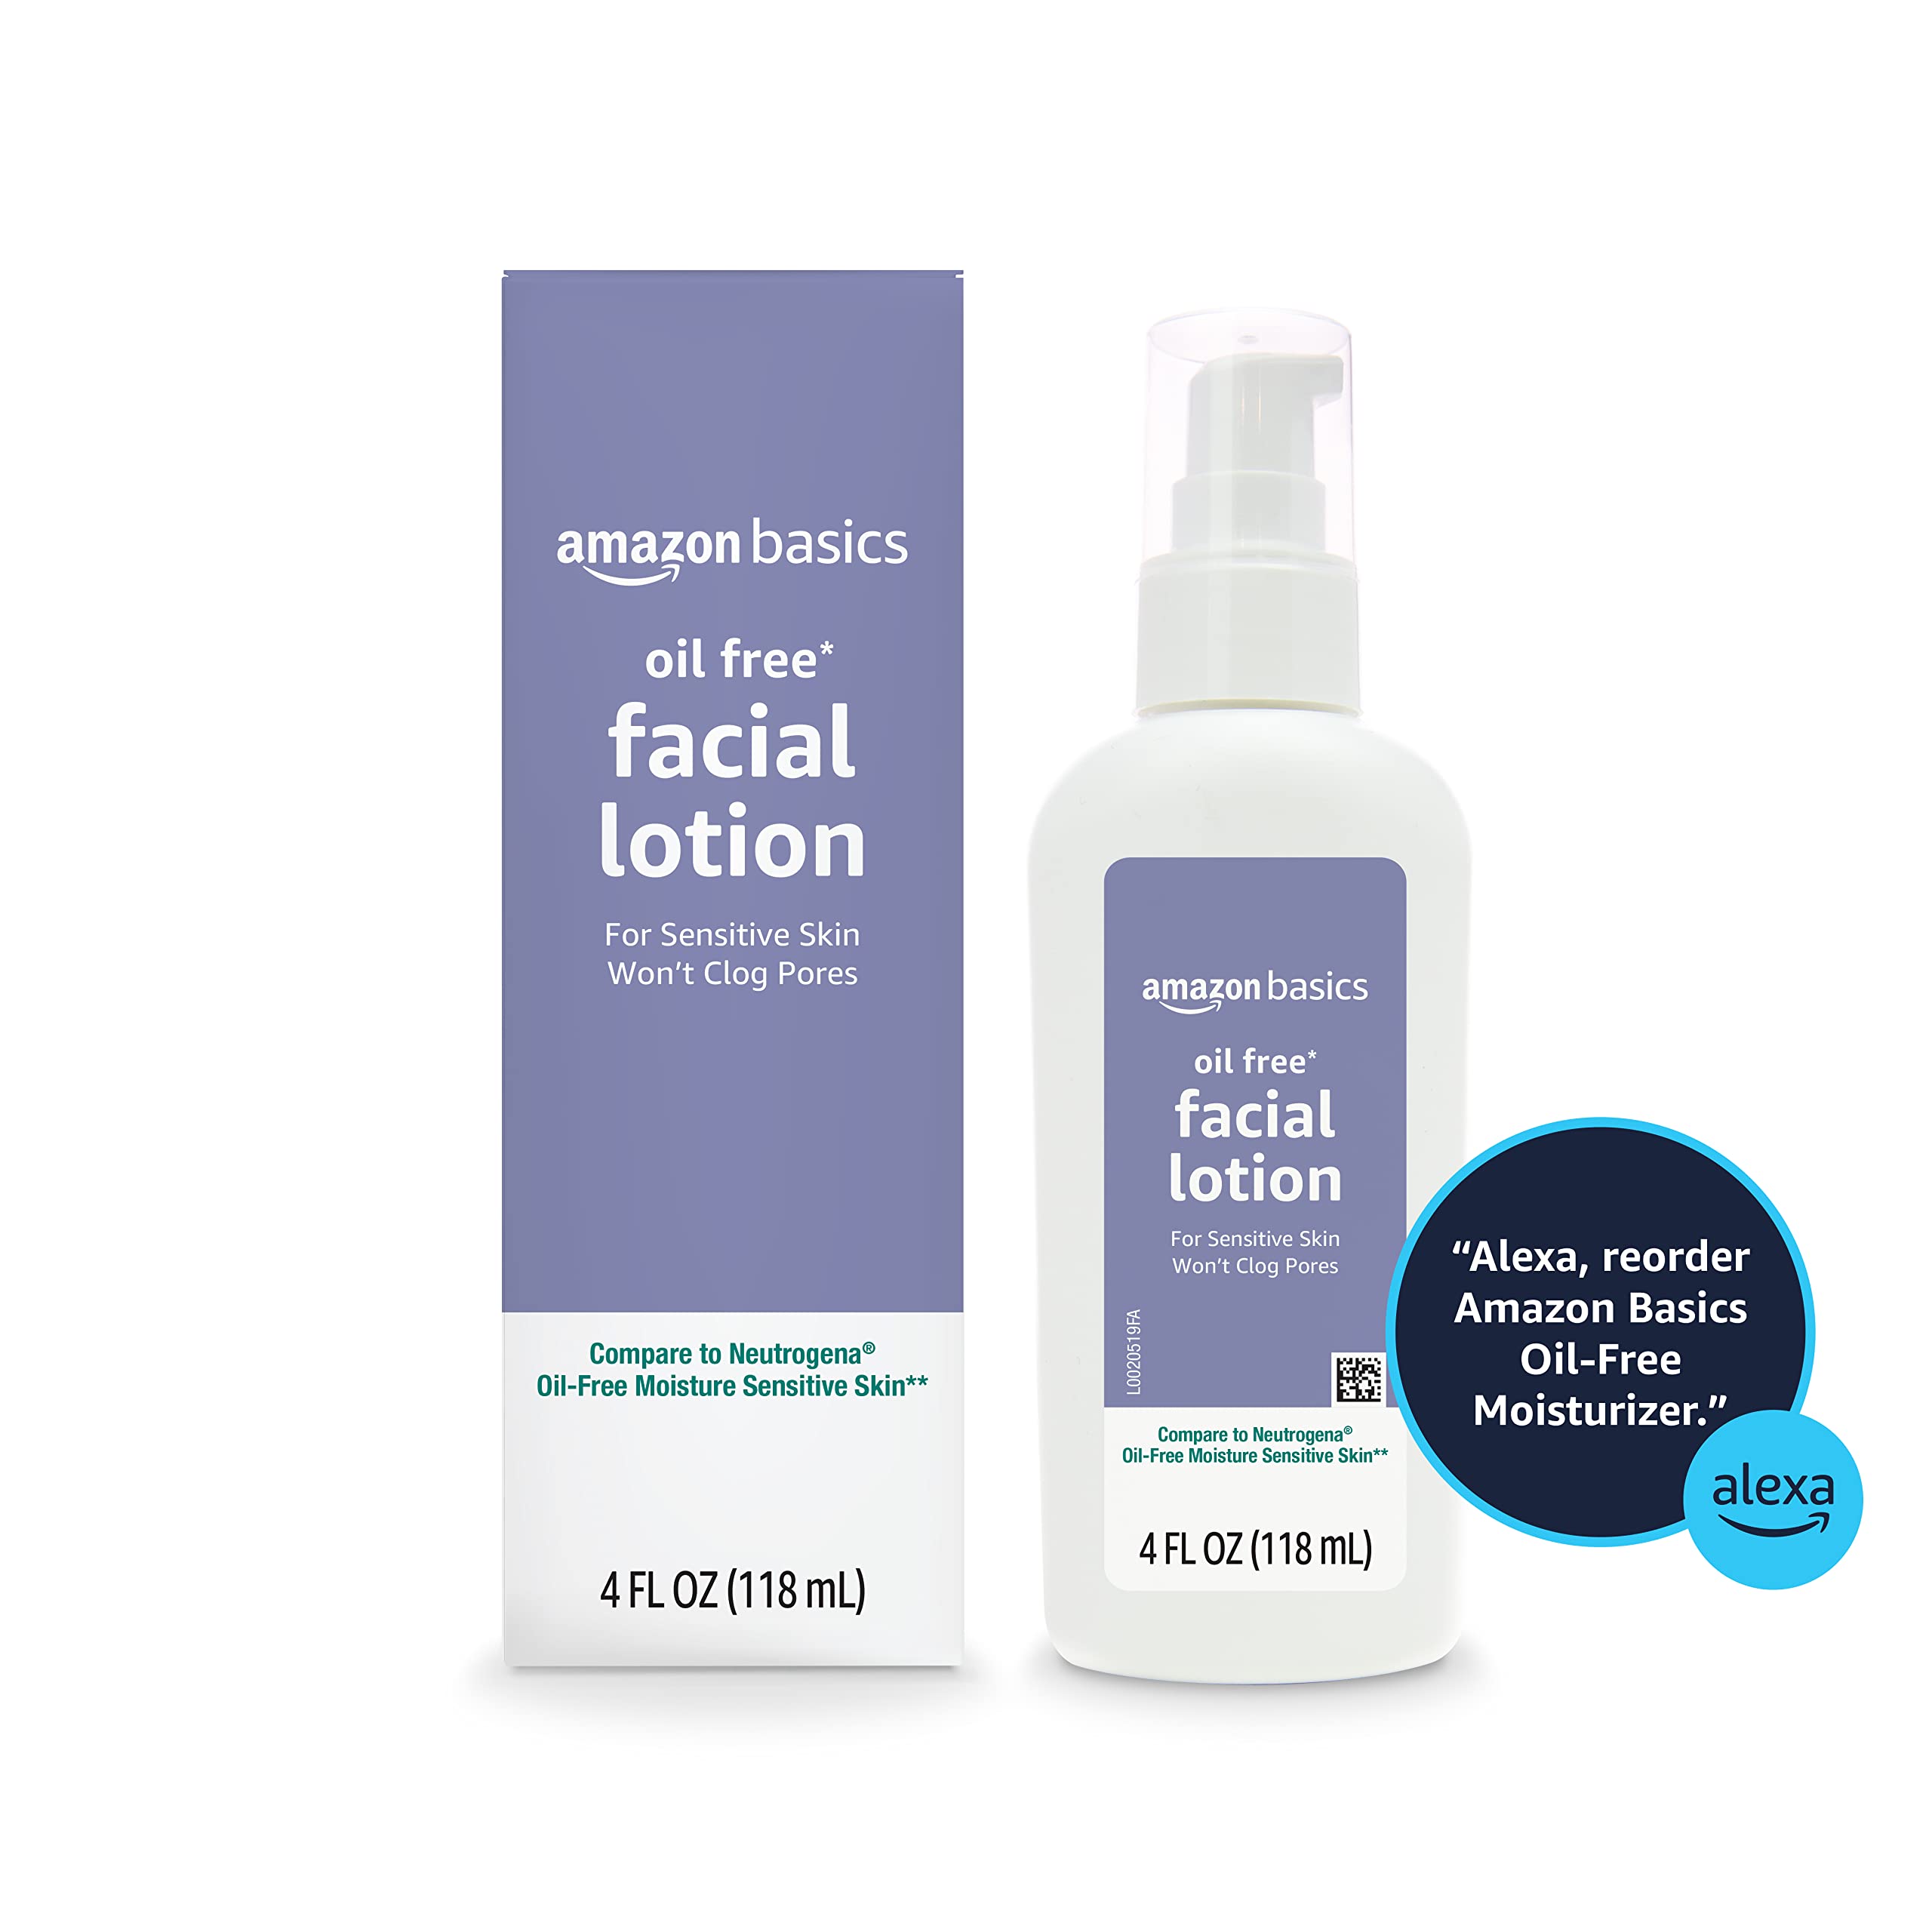 amazon basics
oil free*
facial
lotion
For Sensitive Skin
Won't Clog Pores
Compare to Neutrogena®
Oil-Free Moisture Sensitive Skin**
4 FL OZ (118 mL)
amazon basics
oil free*
facial
lotion
For Sensitive Skin
Won't Clog Pores
L0020519FA
Compare to Neutrogena®
Oil-Free Moisture Sensitive Skin**
4 FL OZ (118 mL)
“Alexa, reorder
Amazon Basics
Oil-Free
Moisturizer.”
alexa